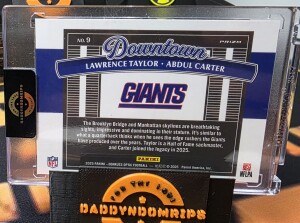 NO. 9
PRIZM
Downtown
LAWRENCE TAYLOR • ABDUL CARTER
GIANTS
The Brooklyn Bridge and Manhattan skylines are breathtaking
sights, impressive and dominating in their stature. It's similar to
what a quarterback thinks when he sees the edge rushers the Giants
have produced over the years. Taylor is a Hall of Fame sackmaster,
and Carter joined the legacy in 2025.
PANINI
NFL
DADDYNDOMRIPS